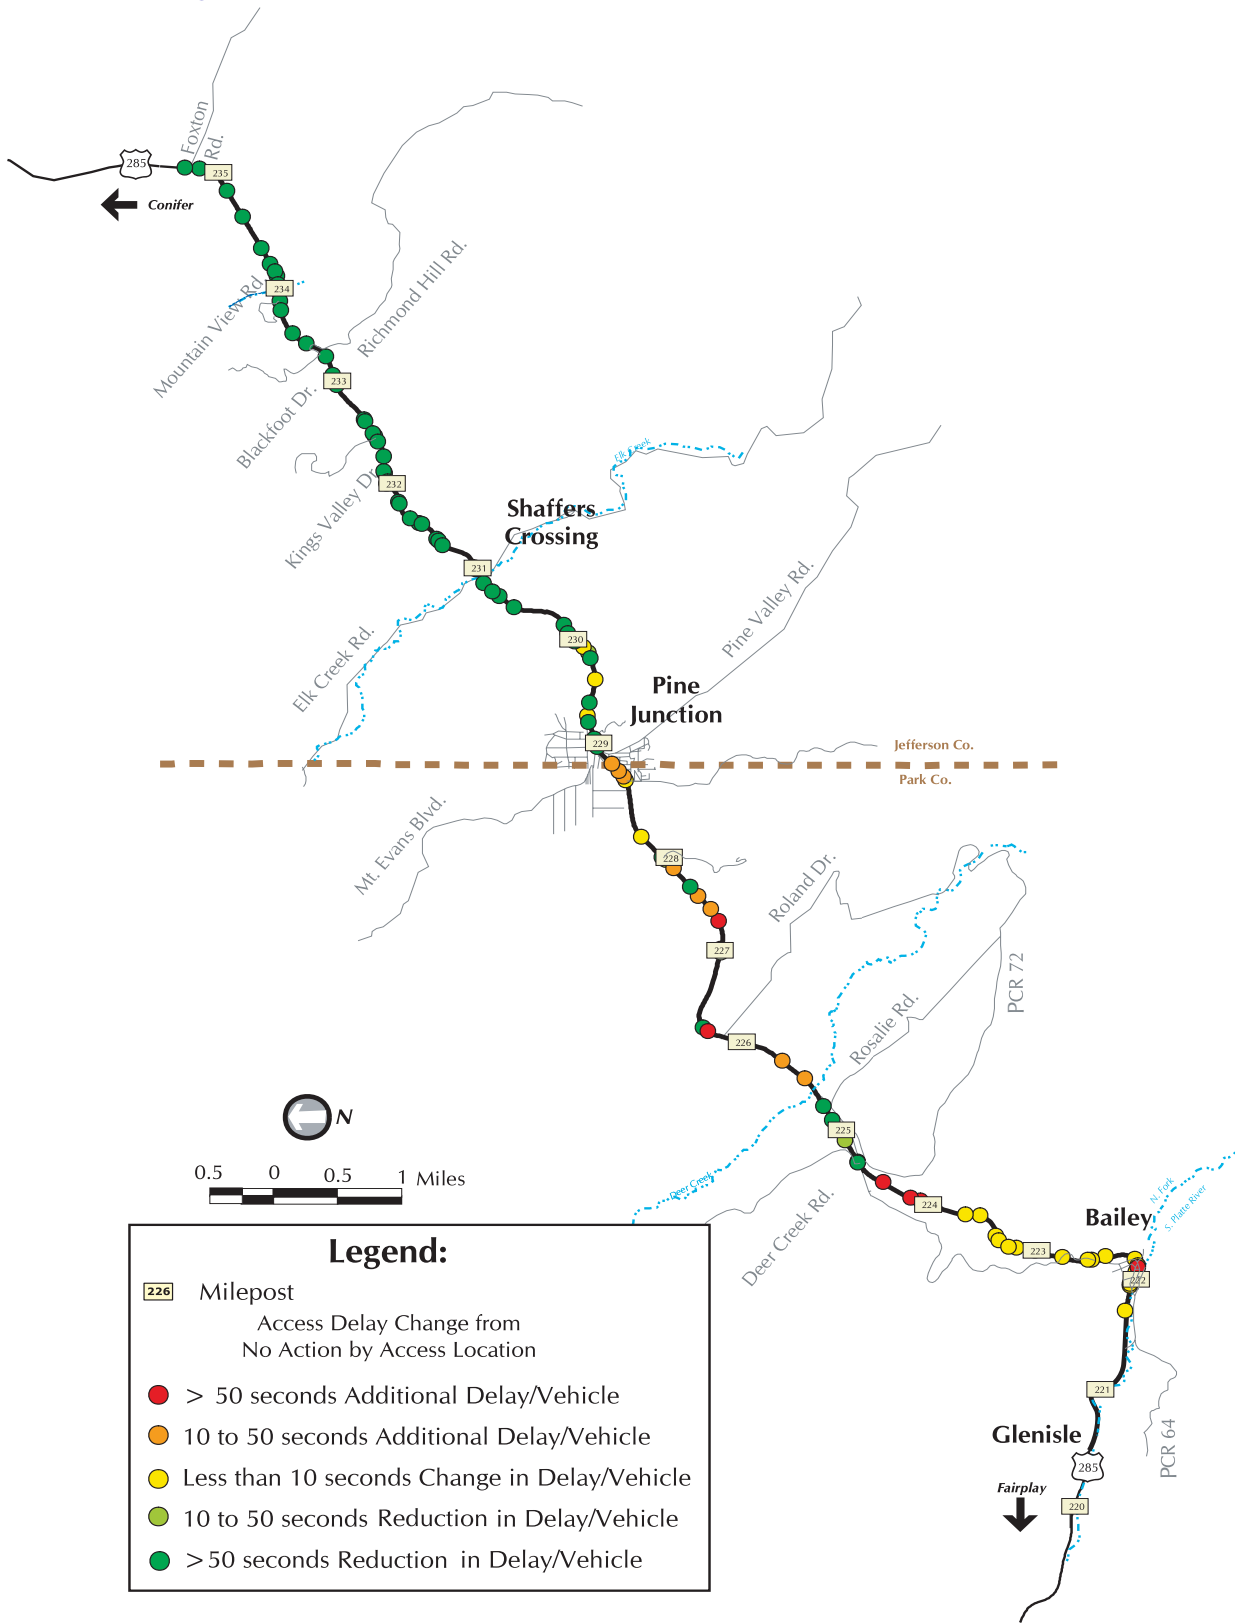 Foxton
Rd.
285
235
Conifer
234
Mountain View Rd.
Richmond Hill Rd.
233
Blackfoot Dr.
Elk Creek
232
Kings Valley Dr.
Shaffers
Crossing
231
Pine Valley Rd.
Elk Creek Rd.
230
Pine
Junction
229
Jefferson Co.
Park Co.
Mt. Evans Blvd.
228
Roland Dr.
227
PCR 72
Rosalie Rd.
226
N
225
0.5
0
0.5
1
Miles
Deer Creek
N. Fork
S. Platte River
224
Bailey
Deer Creek Rd.
223
222
221
Glenisle
PCR 64
285
Fairplay
220
Legend:
226
Milepost
Access Delay Change from
No Action by Access Location
> 50 seconds Additional Delay/Vehicle
10 to 50 seconds Additional Delay/Vehicle
Less than 10 seconds Change in Delay/Vehicle
10 to 50 seconds Reduction in Delay/Vehicle
>50 seconds Reduction in Delay/Vehicle